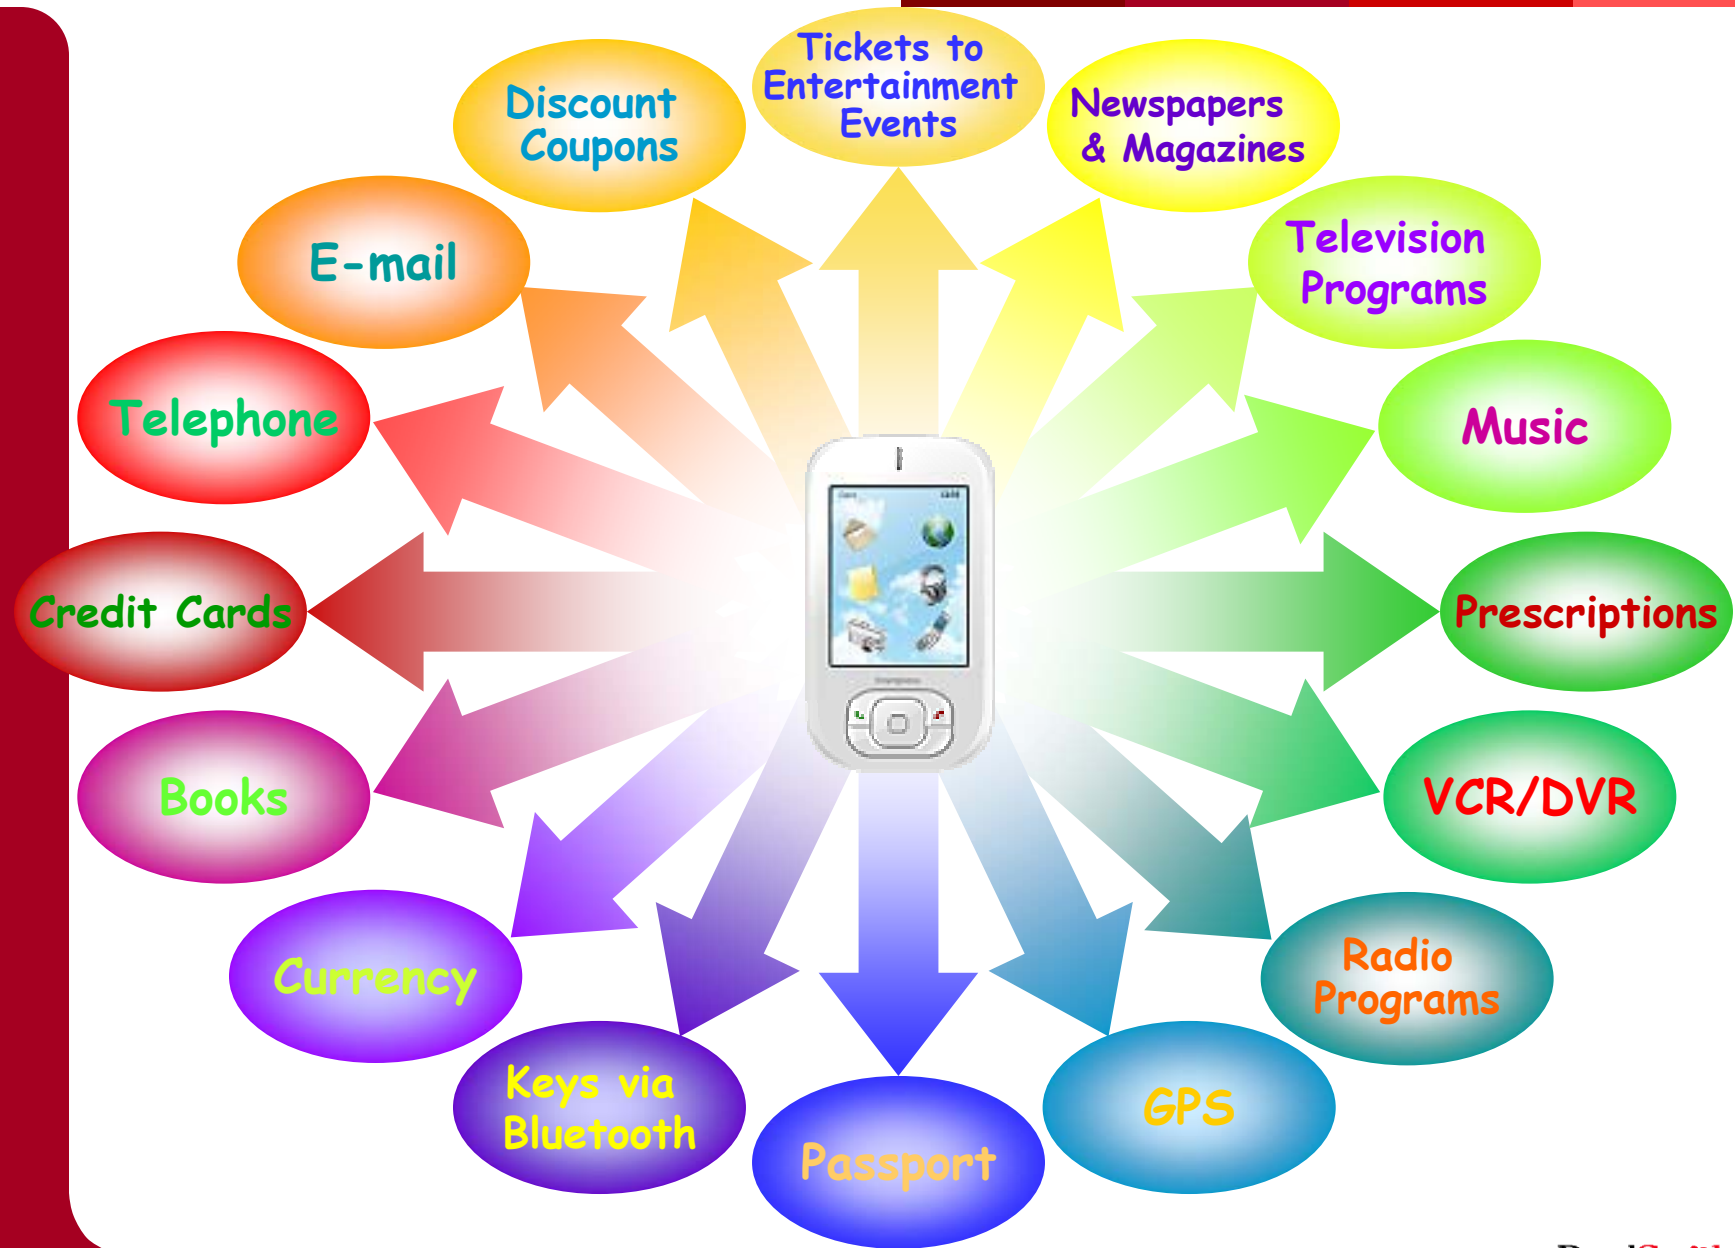 Tickets to
Entertainment
Events
Discount
Coupons
Newspapers
& Magazines
E-mail
Television
Programs
Telephone
Music
Credit Cards
Prescriptions
Books
VCR/DVR
Currency
Radio
Programs
Keys via
Bluetooth
GPS
Passport